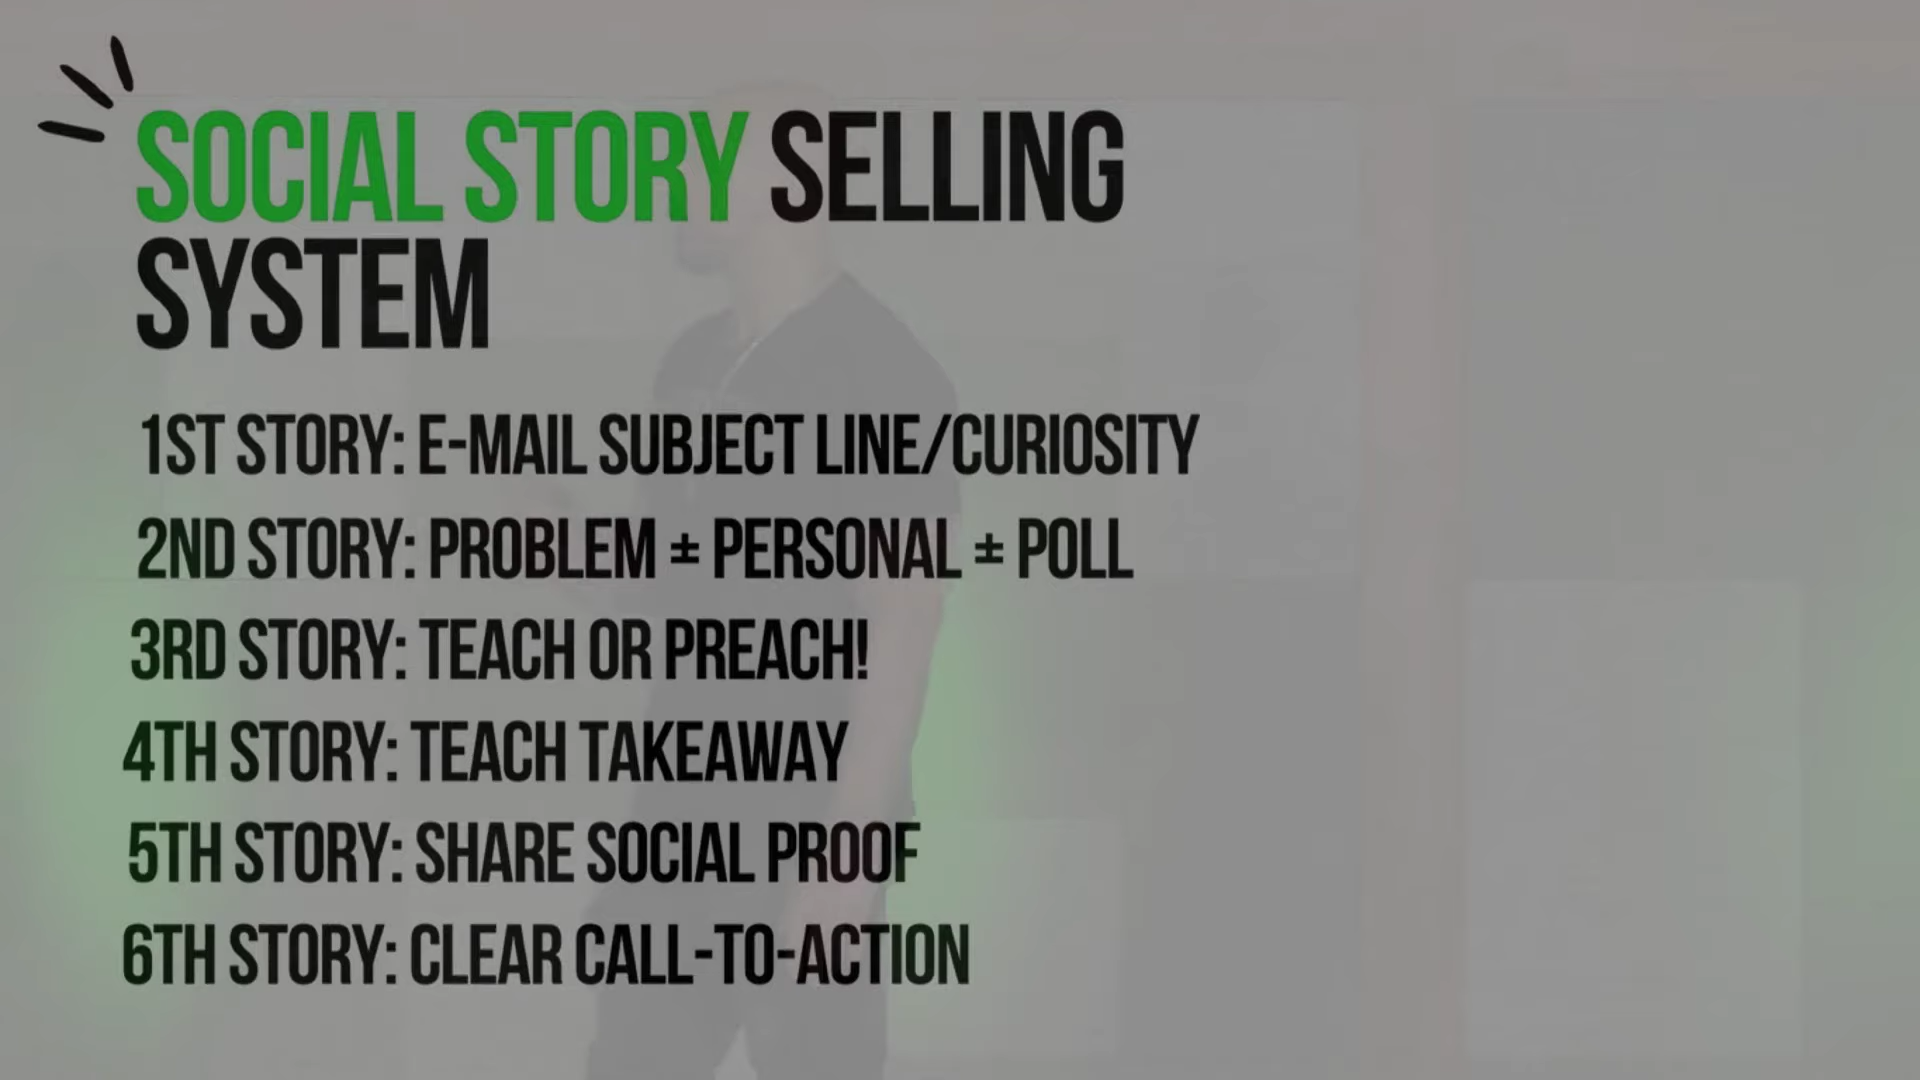 SOCIAL STORY SELLING
SYSTEM
1ST STORY: E-MAIL SUBJECT LINE/CURIOSITY
2ND STORY: PROBLEM ± PERSONAL ± POLL
3RD STORY: TEACH OR PREACH!
4TH STORY: TEACH TAKEAWAY
5TH STORY: SHARE SOCIAL PROOF
6TH STORY: CLEAR CALL-TO-ACTION